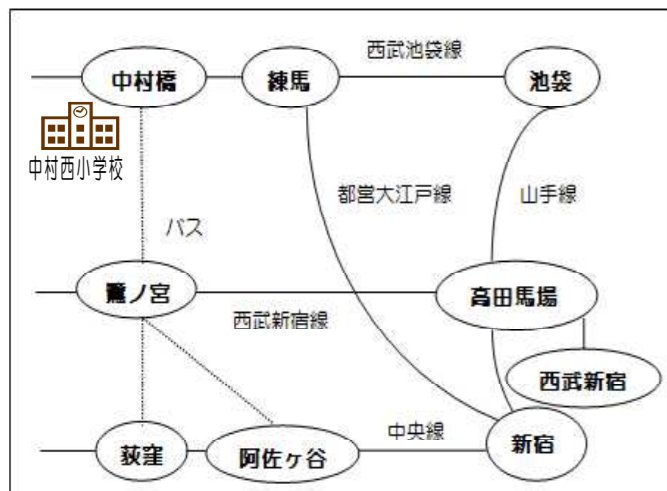 西武池袋線
中村橋
練馬
池袋
中村西小学校
都営大江戸線
山手線
バス
鷺ノ宮
高田馬場
西武新宿線
西武新宿
中央線
荻窪
阿佐ヶ谷
新宿